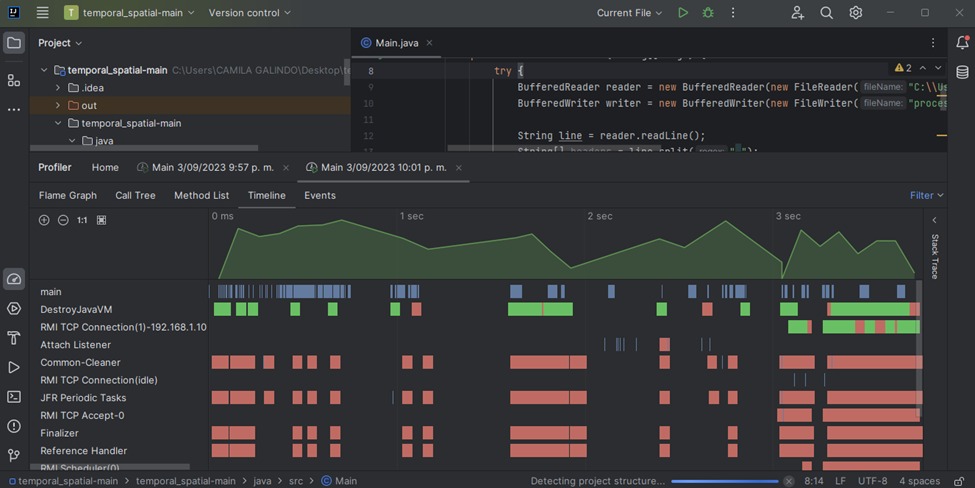 T temporal_spatial-main Version control Current File
Project
Main.java
temporal_spatial-main C:\Users\CAMILA GALINDO\Desktop\te
.idea
out
temporal_spatial-main
java
8 try {
9 BufferedReader reader = new BufferedReader(new FileReader( fileName: "C:\\Us
10 BufferedWriter writer = new BufferedWriter(new FileWriter( fileName: "proces
11
12 String line = reader.readLine();
2
Profiler Home Main 3/09/2023 9:57 p. m. Main 3/09/2023 10:01 p. m.
Flame Graph Call Tree Method List Timeline Events Filter
1:1 0 ms 1 sec 2 sec 3 sec
Stack Trace
main
DestroyJavaVM
RMI TCP Connection(1)-192.168.1.10
Attach Listener
Common-Cleaner
RMI TCP Connection(idle)
JFR Periodic Tasks
RMI TCP Accept-0
Finalizer
Reference Handler
RMI Scheduler(0)
temporal_spatial-main > temporal_spatial-main > java > src > Main Detecting project structure... 8:14 LF UTF-8 4 spaces